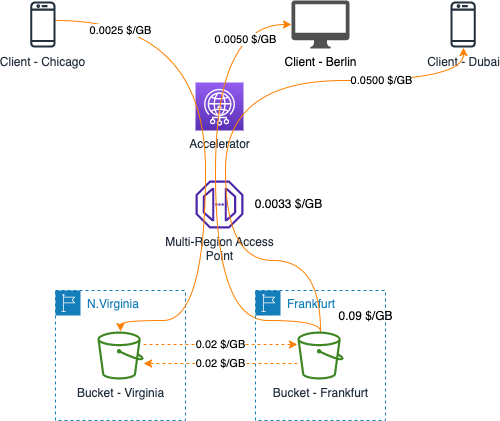 0.0025 $/GB
0.0050 $/GB
Client - Chicago
Client - Berlin
Client - Dubai
0.0500 $/GB
Accelerator
0.0033 $/GB
Multi-Region Access
Point
N.Virginia
Frankfurt
0.09 $/GB
0.02 $/GB
0.02 $/GB
Bucket - Virginia
Bucket - Frankfurt